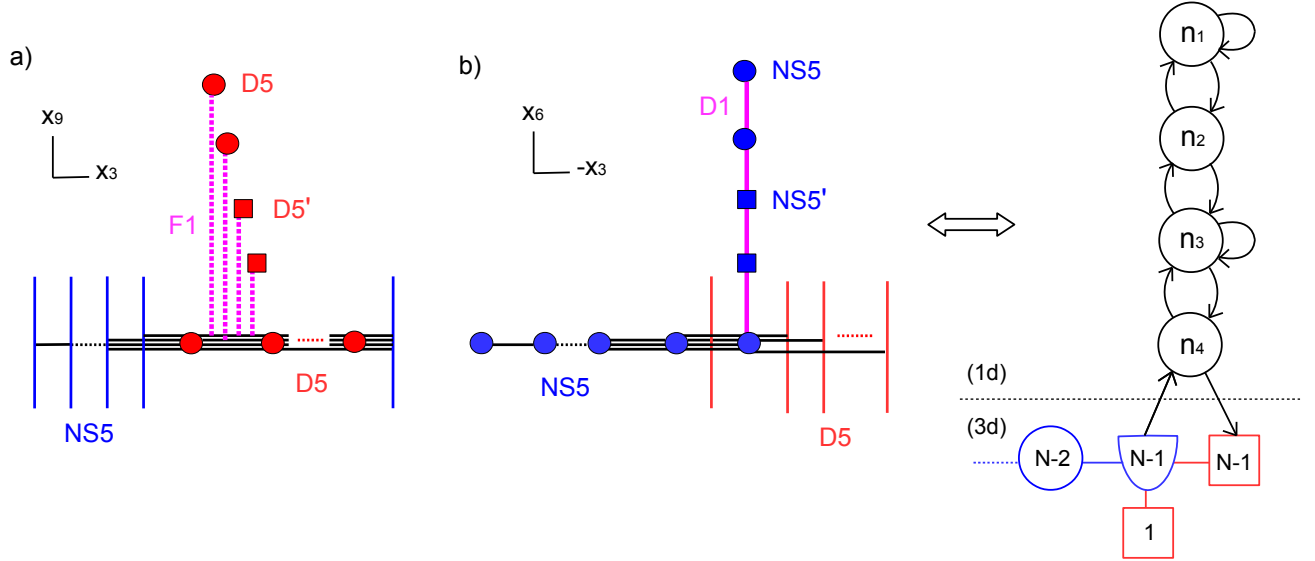 a)
x9
x3
D5
D5'
F1
NS5
D5
b)
x6
-x3
NS5
D1
NS5'
NS5
D5
n1
n2
n3
n4
(1d)
(3d)
N-2
N-1
N-1
1